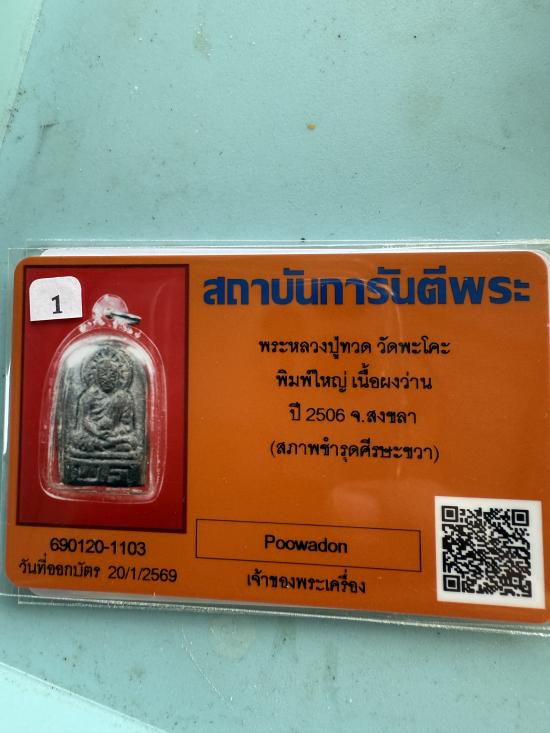 1
สถาบันการันตีพระ
พระหลวงปู่ทวด วัดพะโคะ
พิมพ์ใหญ่ เนื้อผงว่าน
ปี 2506 จ.สงขลา
(สภาพชำรุดศีรษะขวา)
690120-1103
วันที่ออกบัตร 20/1/2569
Poowadon
เจ้าของพระเครื่อง